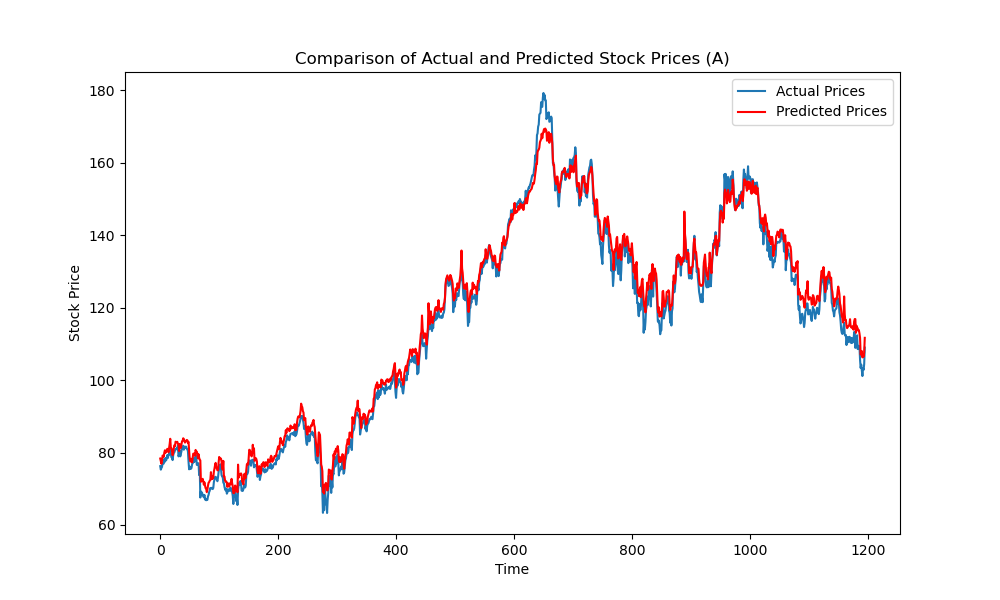 Comparison of Actual and Predicted Stock Prices (A)
Actual Prices
Predicted Prices
Stock Price
180
160
140
120
100
80
60
0 200 400 600 800 1000 1200
Time